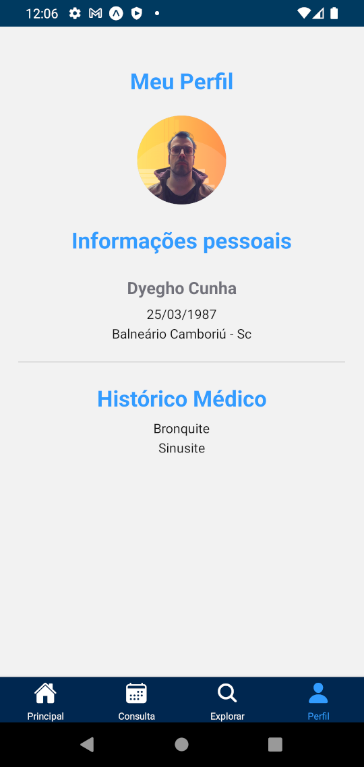 12:06
Meu Perfil
Informações pessoais
Dyegho Cunha
25/03/1987
Balneário Camboriú - Sc
Histórico Médico
Bronquite
Sinusite
Principal Consulta Explorar Perfil